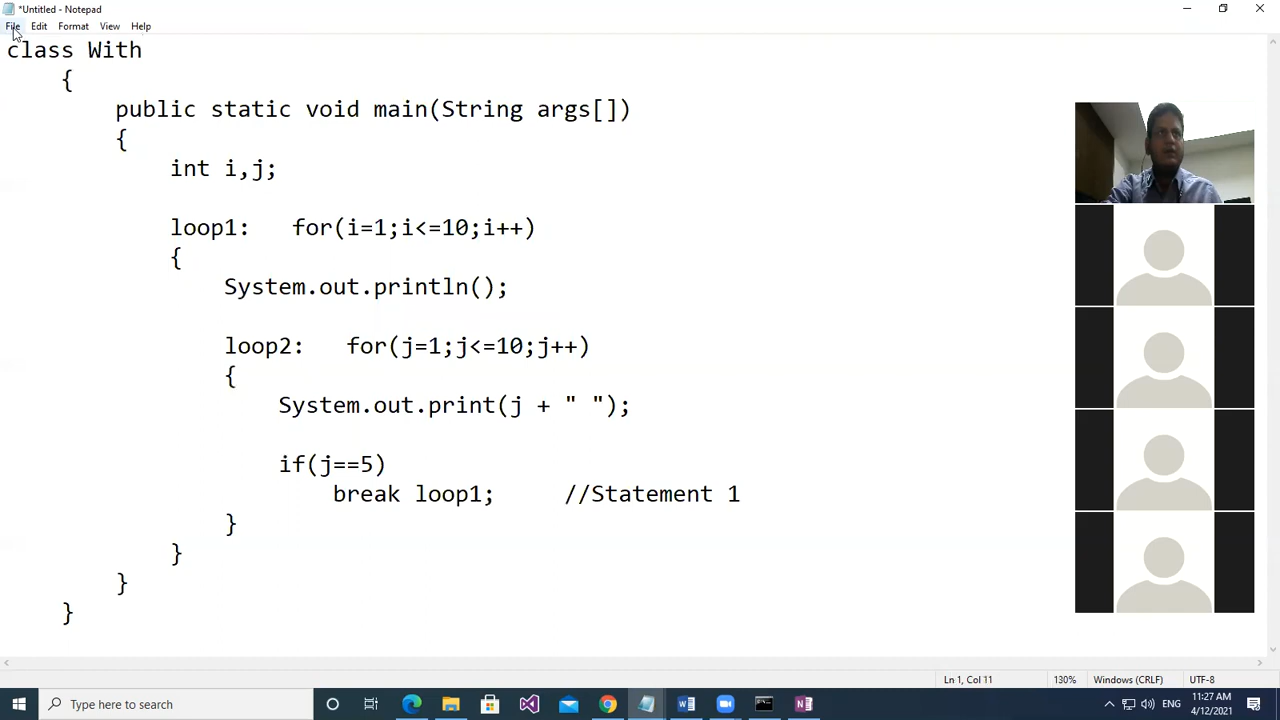 *Untitled - Notepad
File Edit Format View Help
class With
{
public static void main(String args[])
{
int i,j;
loop1: for(i=1;i<=10;i++)
{
System.out.println();
loop2: for(j=1;j<=10;j++)
{
System.out.print(j + " ");
if(j==5)
break loop1; //Statement 1
}
}
}
}
Ln 1, Col 11 130% Windows (CRLF) UTF-8
Type here to search
ENG
11:27 AM
4/12/2021